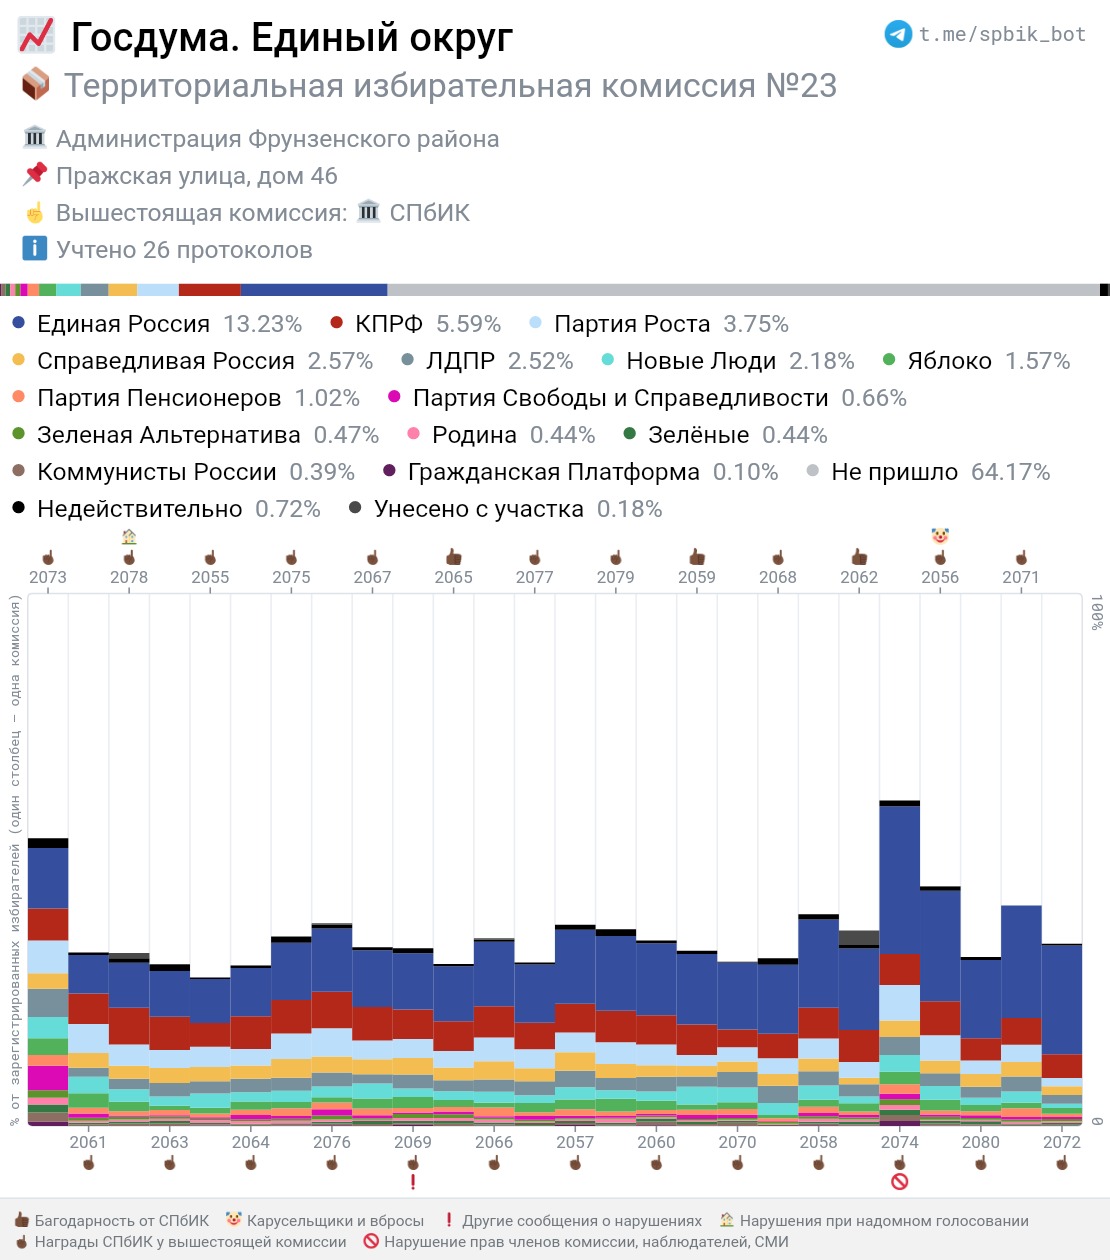 Госдума. Единый округ
t.me/spbik_bot
Территориальная избирательная комиссия №23
Администрация Фрунзенского района
Пражская улица, дом 46
Вышестоящая комиссия: СПбИК
Учтено 26 протоколов
Единая Россия 13.23% КПРФ 5.59% Партия Роста 3.75%
Справедливая Россия 2.57% ЛДПР 2.52% Новые Люди 2.18% Яблоко 1.57%
Партия Пенсионеров 1.02% Партия Свободы и Справедливости 0.66%
Зеленая Альтернатива 0.47% Родина 0.44% Зелёные 0.44%
Коммунисты России 0.39% Гражданская Платформа 0.10% Не пришло 64.17%
Недействительно 0.72% Унесено с участка 0.18%
2073 2078 2055 2075 2067 2065 2077 2079 2059 2068 2062 2056 2071
% от зарегистрированных избирателей (один столбец – одна комиссия)
100%
0
2061 2063 2064 2076 2069 2066 2057 2060 2070 2058 2074 2080 2072
Багодарность от СПбИК Карусельщики и вбросы Другие сообщения о нарушениях Нарушения при надомном голосовании
Награды СПбИК у вышестоящей комиссии Нарушение прав членов комиссии, наблюдателей, СМИ